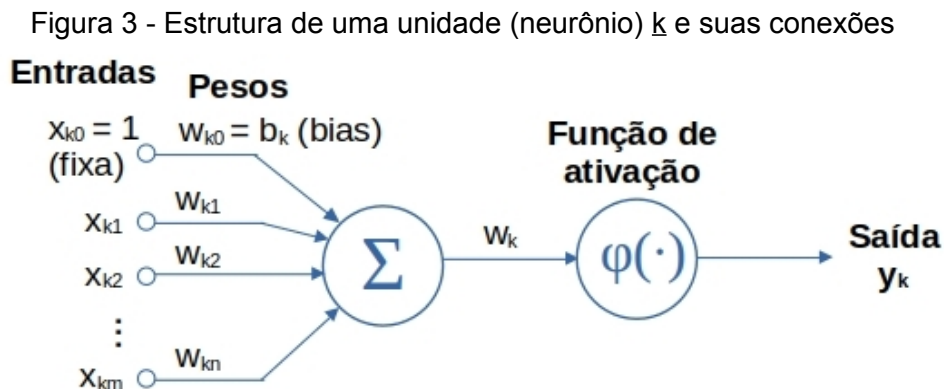 Figura 3 - Estrutura de uma unidade (neurônio) k e suas conexões
Entradas
Pesos
xk0 = 1
(fixa)
wk0 = bk (bias)
Função de
ativação
wk1
xk1
wk2
xk2
⋮
wkn
xkm
Σ
wk
φ(·)
Saída
yk